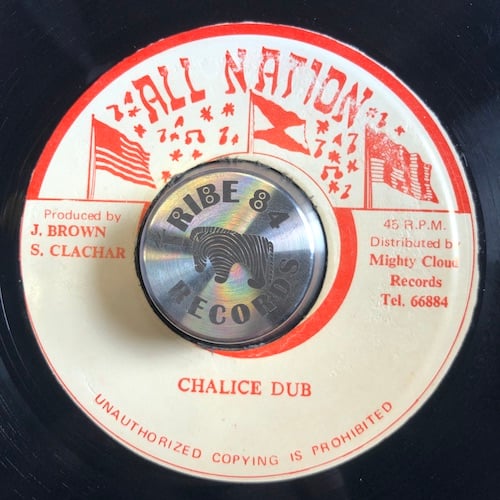 ALL NATION
Produced by
J. BROWN
S. CLACHAR
TRIBE 84
RECORDS
45 R.P.M.
Distributed by
Mighty Cloud
Records
Tel. 66884
CHALICE DUB
UNAUTHORIZED COPYING IS PROHIBITED